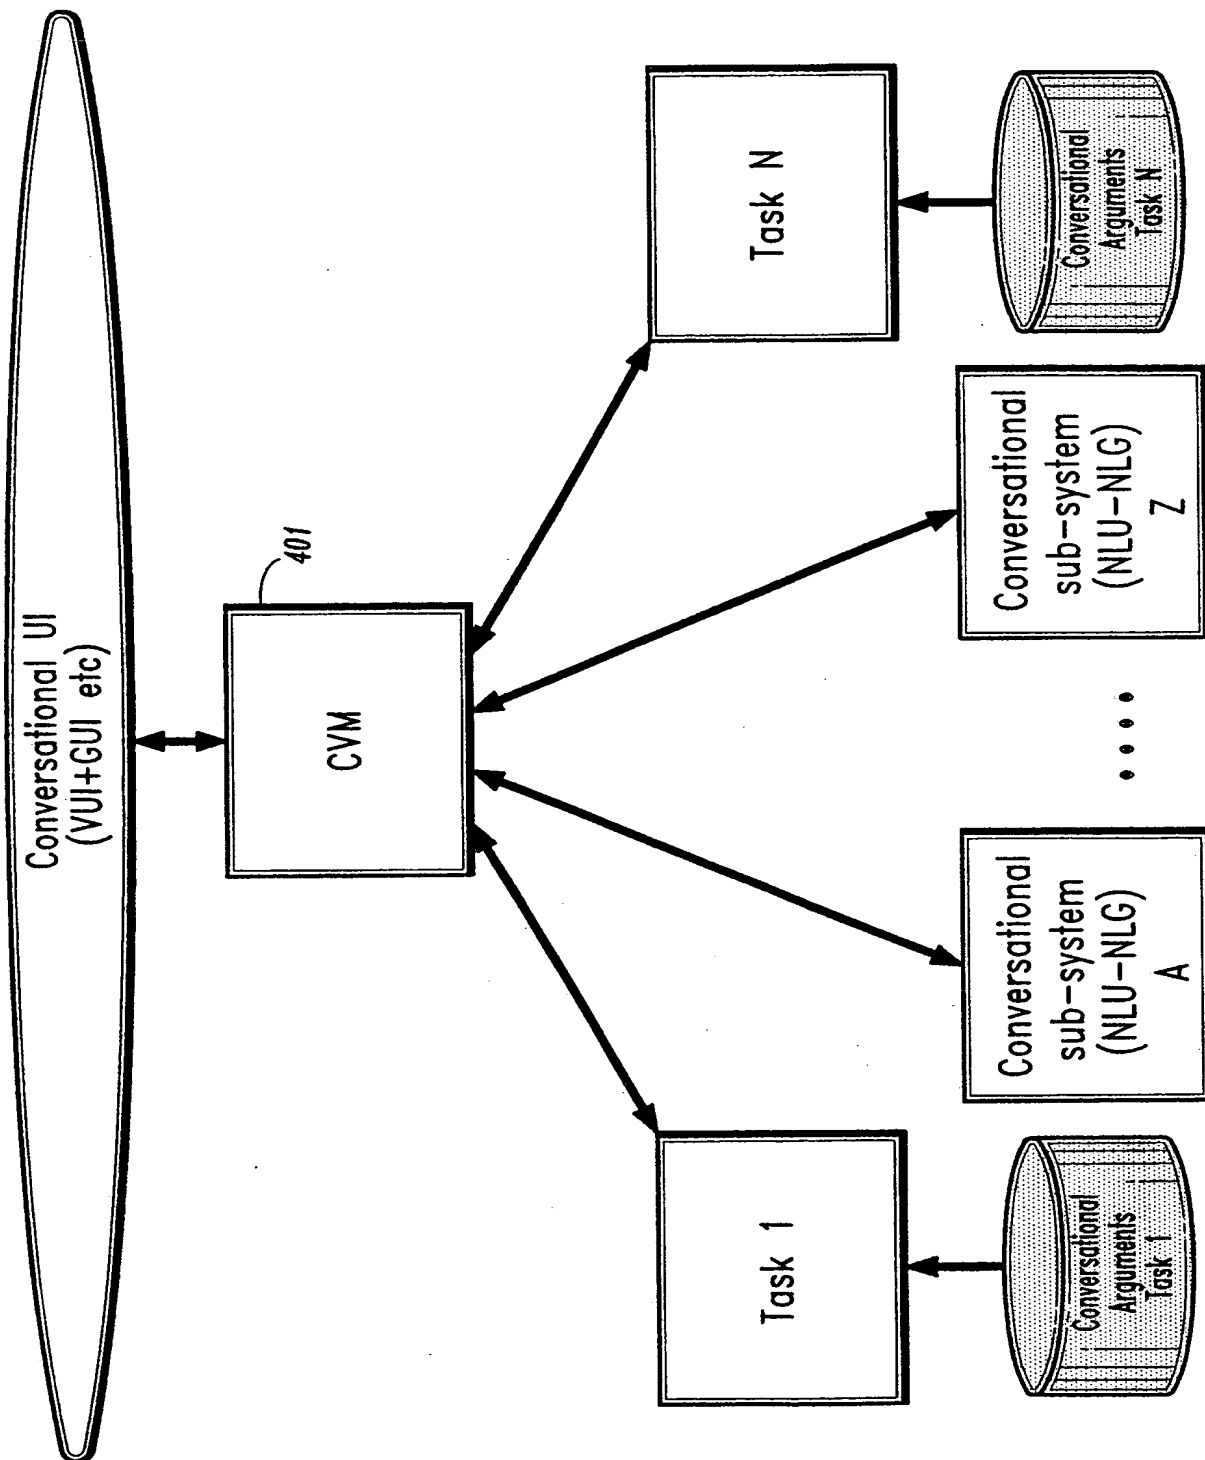 Conversational UI
(VUI+GUI etc)
401
CVM
Task 1
Task N
Conversational
Arguments
Task 1
Conversational
sub-system
(NLU-NLG)
A
Conversational
sub-system
(NLU-NLG)
Z
Conversational
Arguments
Task N